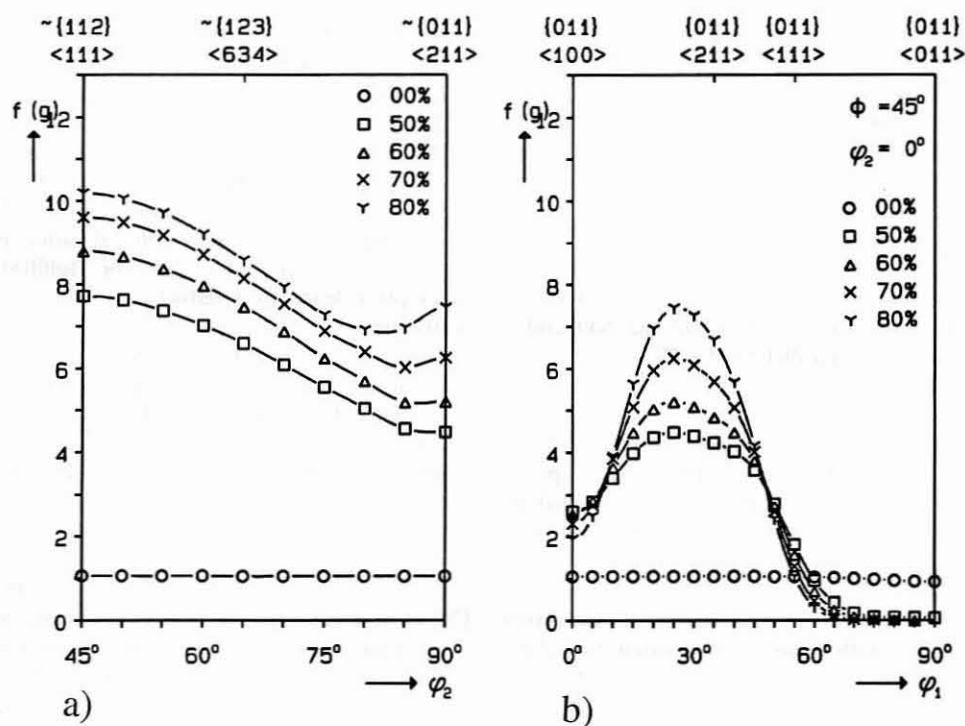 ~{112} ~{123} ~{011}
<111> <634> <211>
f(g)
12
10
8
6
4
2
0
○ 00%
□ 50%
△ 60%
× 70%
Y 80%
45° 60° 75° 90°
→ φ₂
a)
{011} {011} {011} {011}
<100> <211> <111> <011>
f(g)
12
10
8
6
4
2
0
ϕ =45°
φ₂ = 0°
○ 00%
□ 50%
△ 60%
× 70%
Y 80%
0° 30° 60° 90°
→ φ₁
b)